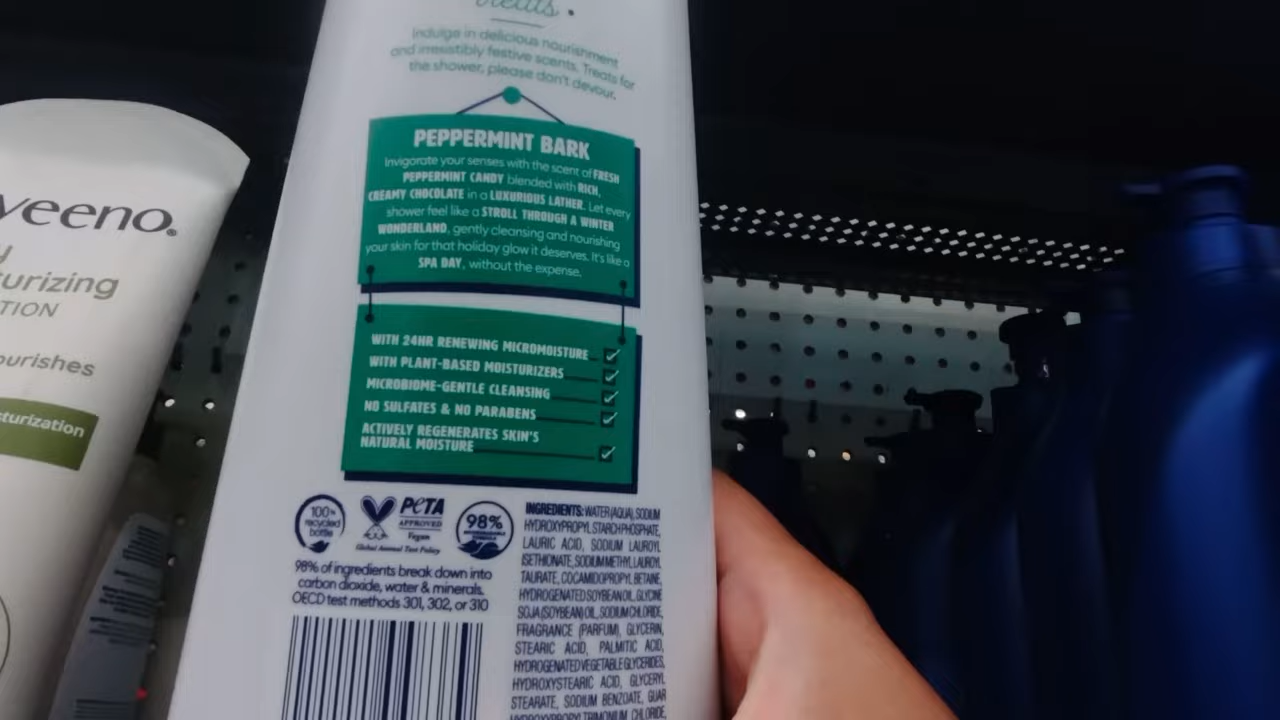 treats.
Indulge in delicious nourishment
and irresistibly festive scents. Treats for
the shower, please don't devour.
PEPPERMINT BARK
Invigorate your senses with the scent of FRESH
PEPPERMINT CANDY blended with RICH,
CREAMY CHOCOLATE in a LUXURIOUS LATHER. Let every
shower feel like a STROLL THROUGH A WINTER
WONDERLAND, gently cleansing and nourishing
your skin for that holiday glow it deserves. It's like a
SPA DAY, without the expense.
WITH 24HR RENEWING MICROMOISTURE
WITH PLANT-BASED MOISTURIZERS
MICROBIOME-GENTLE CLEANSING
NO SULFATES & NO PARABENS
ACTIVELY REGENERATES SKIN'S
NATURAL MOISTURE
100%
recycled
bottle
PETA
APPROVED
Vegan
Global Animal Test Policy
98%
BIODEGRADABLE
FORMULA
98% of ingredients break down into
carbon dioxide, water & minerals.
OECD test methods 301, 302, or 310
INGREDIENTS: WATER (AQUA), SODIUM
HYDROXYPROPYL STARCH PHOSPHATE,
LAURIC ACID, SODIUM LAUROYL
ISETHIONATE, SODIUM METHYL LAUROYL
TAURATE, COCAMIDOPROPYL BETAINE,
HYDROGENATED SOYBEAN OIL, GLYCINE
SOJA (SOYBEAN) OIL, SODIUM CHLORIDE,
FRAGRANCE (PARFUM), GLYCERIN,
STEARIC ACID, PALMITIC ACID,
HYDROGENATED VEGETABLE GLYCERIDES,
HYDROXYSTEARIC ACID, GLYCERYL
STEARATE, SODIUM BENZOATE, GUAR
HYDROXYPROPYLTRIMONIUM CHLORIDE,
veeno®
turizing
TION
ourishes
sturization